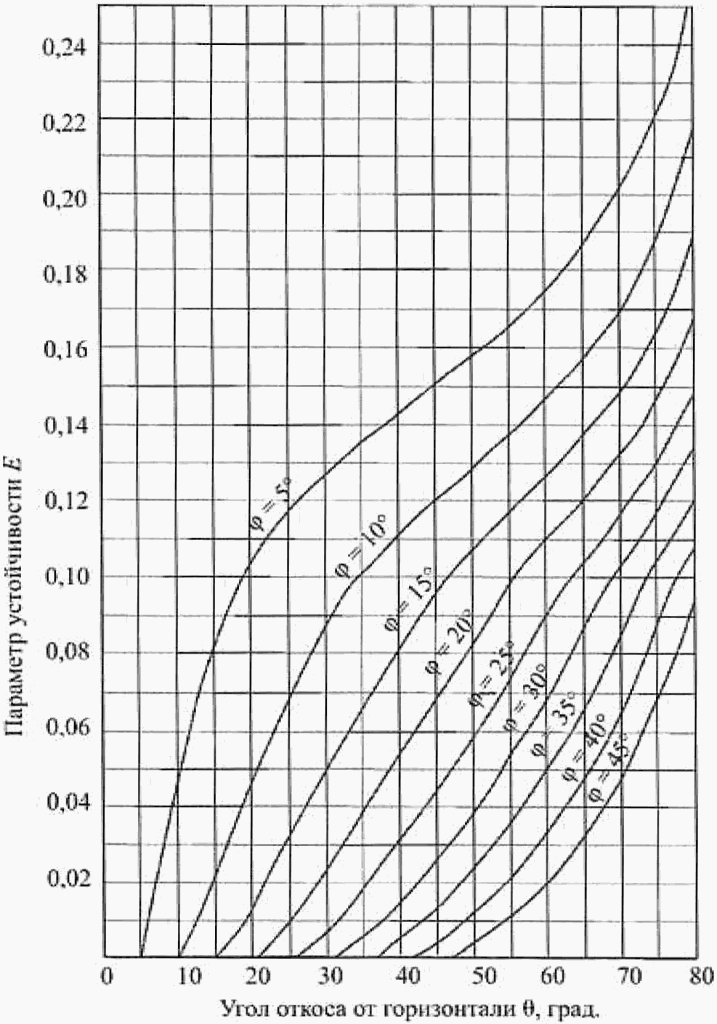 0,24
0,22
0,20
0,18
0,16
0,14
0,12
0,10
0,08
0.06
0,04
0.02
Параметр устойчивости E
φ = 5°
φ = 10°
φ = 15°
φ = 20°
φ = 25°
φ = 30°
φ = 35°
φ = 40°
φ = 45°
0 10 20 30 40 50 60 70 80
Угол откоса от горизонтали θ, град.